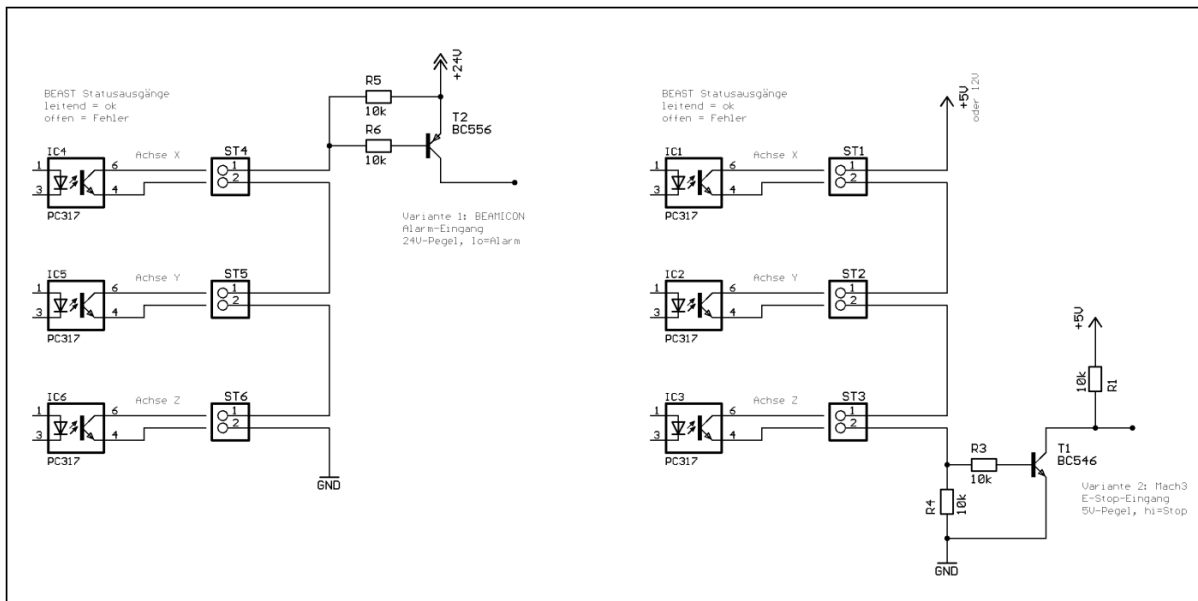 BEAST Statusausgänge
leitend = ok
offen = Fehler
IC4
1
3
6
4
PC317
Achse X
ST4
1
2
R5
10k
R6
10k
+24V
T2
BC556
Variante 1: BEAMICON
Alarm-Eingang
24V-Pegel, lo=Alarm
IC5
1
3
6
4
PC317
Achse Y
ST5
1
2
IC6
1
3
6
4
PC317
Achse Z
ST6
1
2
GND
BEAST Statusausgänge
leitend = ok
offen = Fehler
+5V
oder 12V
IC1
1
3
6
4
PC317
Achse X
ST1
1
2
IC2
1
3
6
4
PC317
Achse Y
ST2
1
2
IC3
1
3
6
4
PC317
Achse Z
ST3
1
2
+5V
10k
R1
R3
10k
T1
BC546
R4
10k
GND
Variante 2: Mach3
E-Stop-Eingang
5V-Pegel, hi=Stop